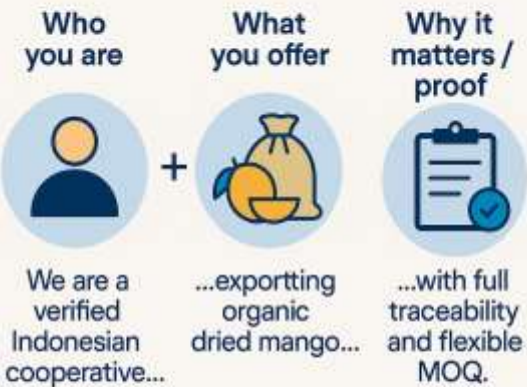 Who
you are
+
What
you offer
Why it
matters /
proof
We are a
verified
Indonesian
cooperative...
...exportting
organic
dried mango...
...with full
traceability
and flexible
MOQ.